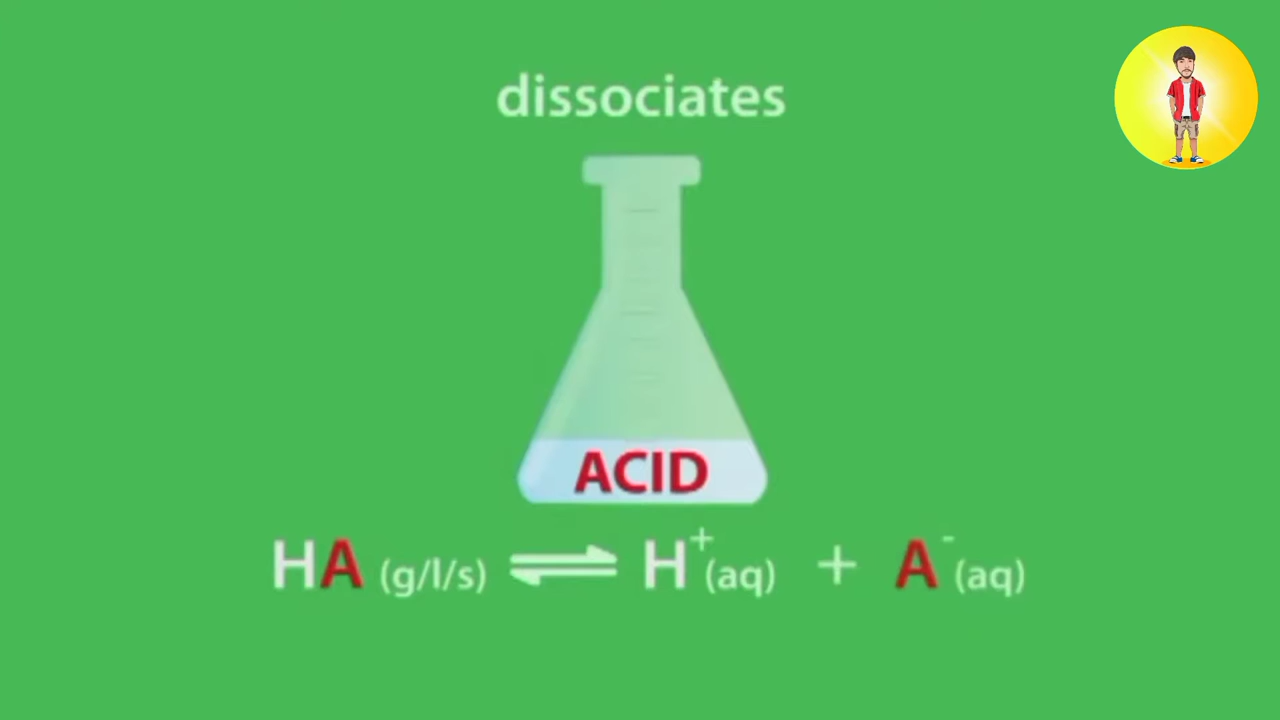 dissociates
ACID
HA (g/l/s) ⇌ H⁺(aq) + A⁻(aq)